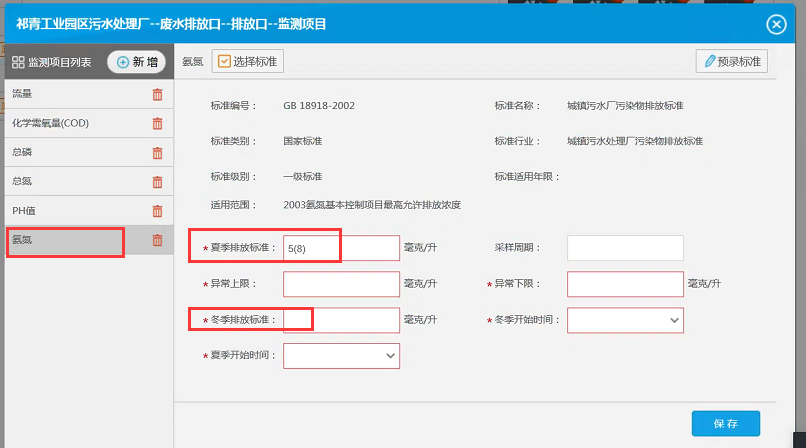 祁青工业园区污水处理厂--废水排放口--排放口--监测项目
监测项目列表 新 增
氨氮 选择标准 预录标准
流量
化学需氧量(COD)
总磷
总氮
PH值
氨氮
标准编号： GB 18918-2002 标准名称： 城镇污水厂污染物排放标准
标准类别： 国家标准 标准行业： 城镇污水处理厂污染物排放标准
标准级别： 一级标准 标准适用年限：
适用范围： 2003氨氮基本控制项目最高允许排放浓度
*夏季排放标准： 5(8) 毫克/升 采样周期：
*异常上限： 毫克/升 *异常下限： 毫克/升
*冬季排放标准： 毫克/升 *冬季开始时间：
*夏季开始时间：
保 存